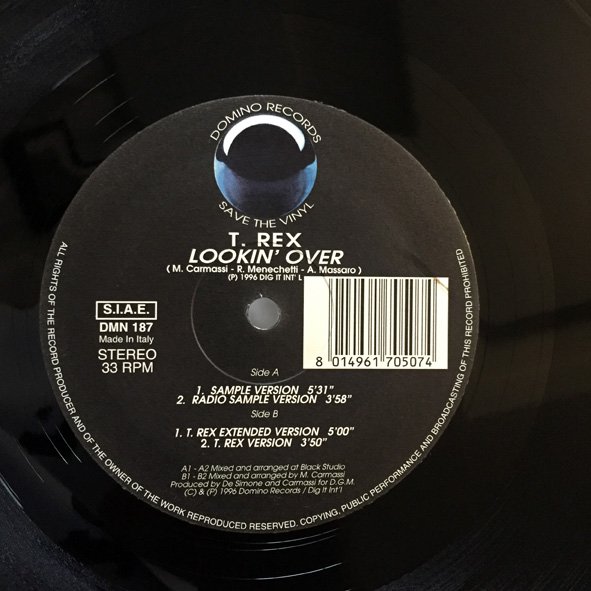 DOMINO RECORDS
SAVE THE VINYL
T. REX
LOOKIN' OVER
( M. Carmassi - R. Menechetti - A. Massaro )
(P) 1996 DIG IT INT' L
S.I.A.E.
DMN 187
Made in Italy
STEREO
33 RPM
8 014961 705074
Side A
1. SAMPLE VERSION 5'31"
2. RADIO SAMPLE VERSION 3'58"
Side B
1. T. REX EXTENDED VERSION 5'00"
2. T. REX VERSION 3'50"
A1 - A2 Mixed and arranged at Black Studio
B1 - B2 Mixed and arranged by M. Carmassi
Produced by De Simone and Carmassi for D.G.M.
(C) & (P) 1996 Domino Records / Dig It Int'l
ALL RIGHTS OF THE RECORD PRODUCER AND OF THE OWNER OF THE WORK REPRODUCED RESERVED. COPYING, PUBLIC PERFORMANCE AND BROADCASTING OF THIS RECORD PROHIBITED